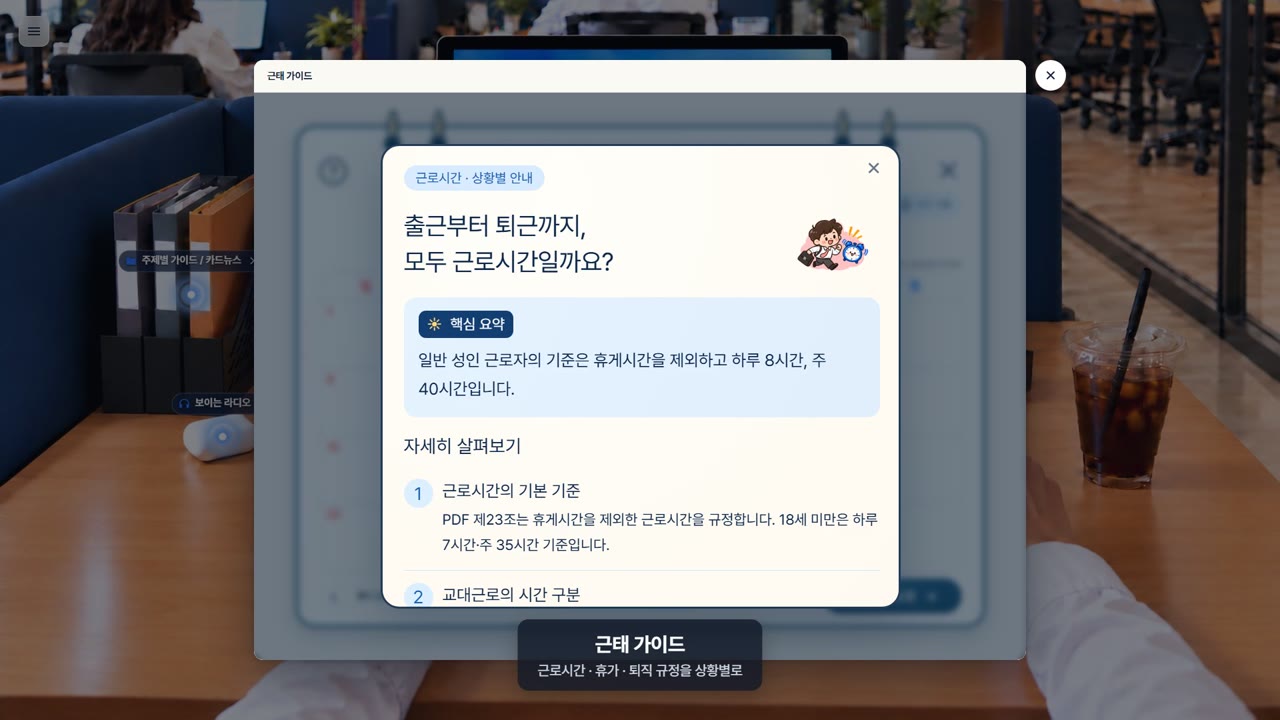 근태 가이드
근로시간 · 상황별 안내
출근부터 퇴근까지,
모두 근로시간일까요?
핵심 요약
일반 성인 근로자의 기준은 휴게시간을 제외하고 하루 8시간, 주
40시간입니다.
자세히 살펴보기
1 근로시간의 기본 기준
PDF 제23조는 휴게시간을 제외한 근로시간을 규정합니다. 18세 미만은 하루
7시간·주 35시간 기준입니다.
2 교대근로의 시간 구분
주제별 가이드 / 카드뉴스
보이는 라디오
근태 가이드
근로시간 · 휴가 · 퇴직 규정을 상황별로